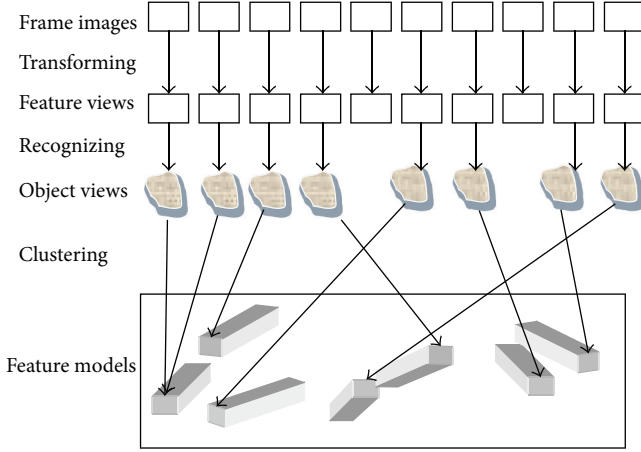 Frame images
Transforming
Feature views
Recognizing
Object views
Clustering
Feature models